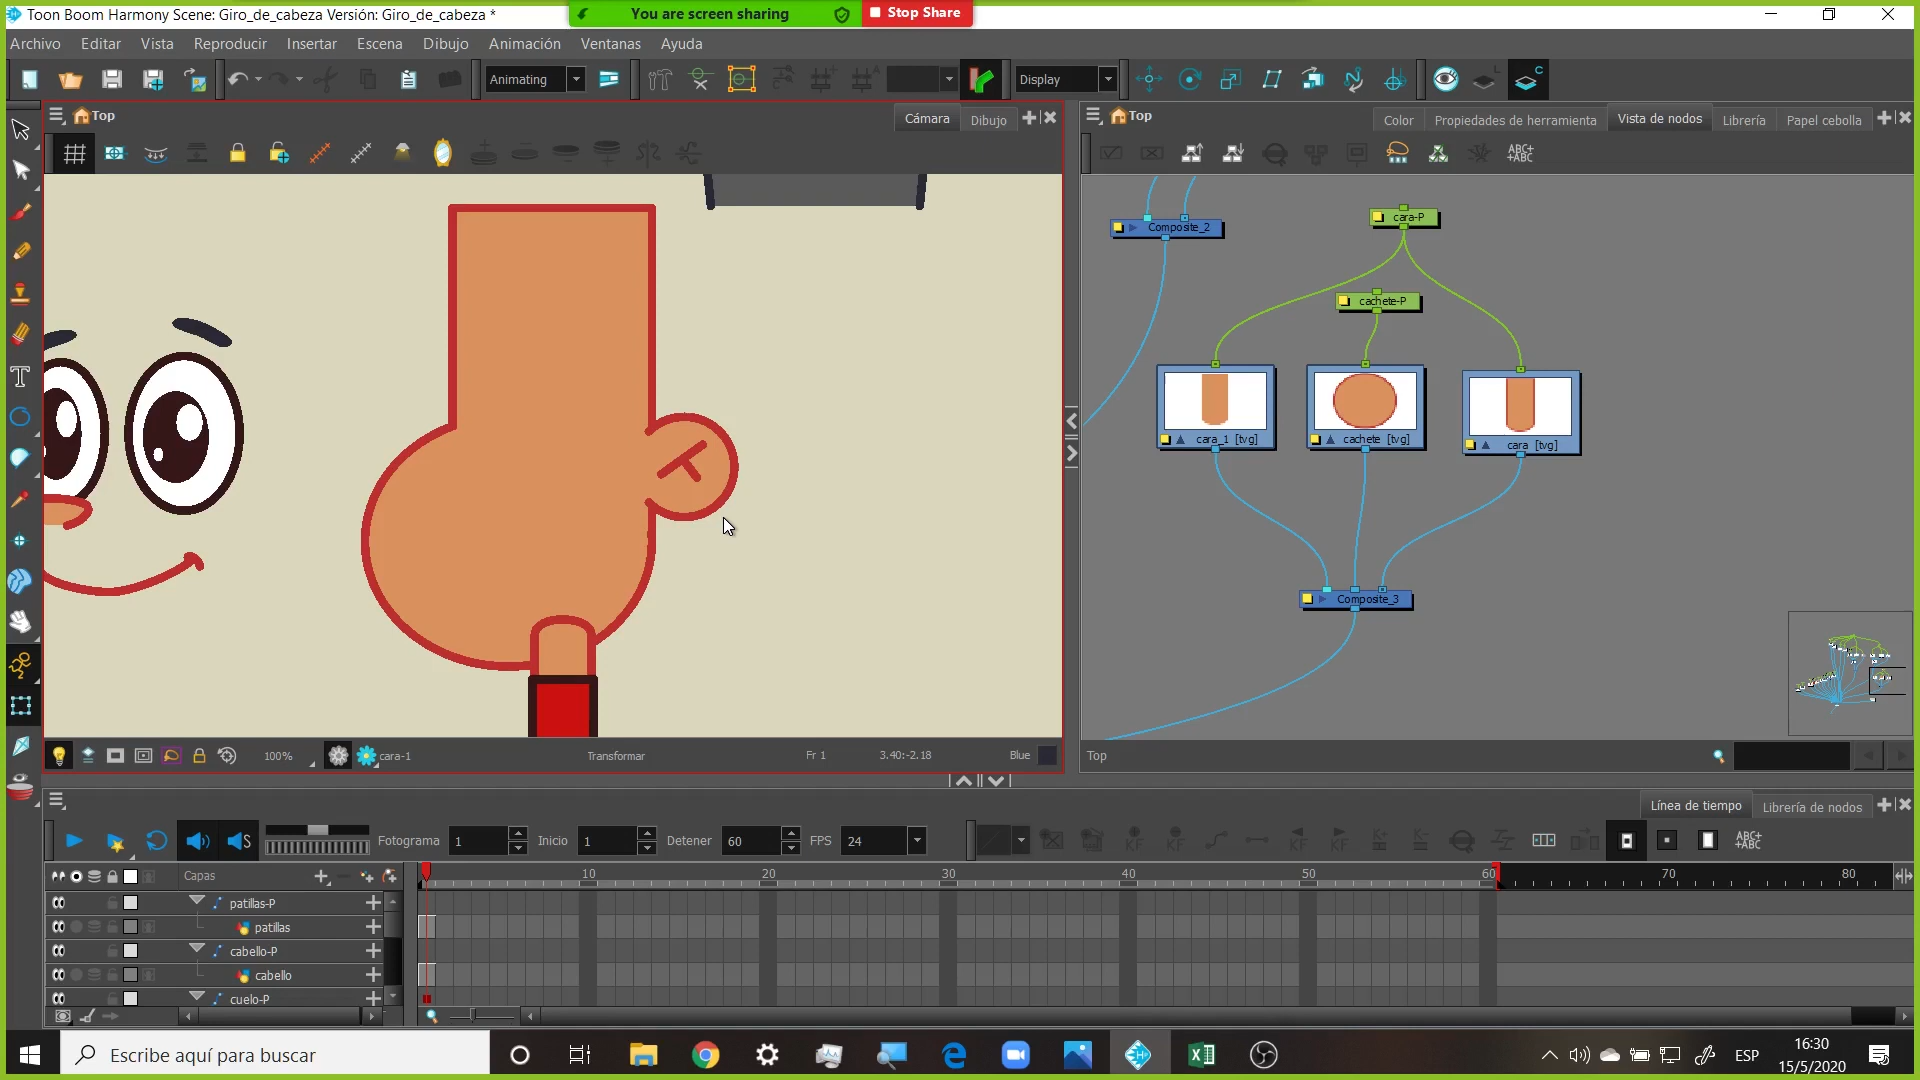 Toon Boom Harmony Scene: Giro_de_cabeza Versión: Giro_de_cabeza *
You are screen sharing
Stop Share
Archivo Editar Vista Reproducir Insertar Escena Dibujo Animación Ventanas Ayuda
Animating
Display
Top
Cámara
Dibujo
Top
Color
Propiedades de herramienta
Vista de nodos
Librería
Papel cebolla
ABC+
+ABC
Composite_2
cara-P
cachete-P
cara_1 [tvg]
cachete [tvg]
cara [tvg]
Composite_3
100%
cara-1
Transformar
Fr 1
3.40:-2.18
Blue
Top
Línea de tiempo
Librería de nodos
Fotograma 1
Inicio 1
Detener 60
FPS 24
ABC+
+ABC
Capas
10 20 30 40 50 60 70 80
patillas-P
patillas
cabello-P
cabello
cuelo-P
Escribe aquí para buscar
ESP
16:30
15/5/2020